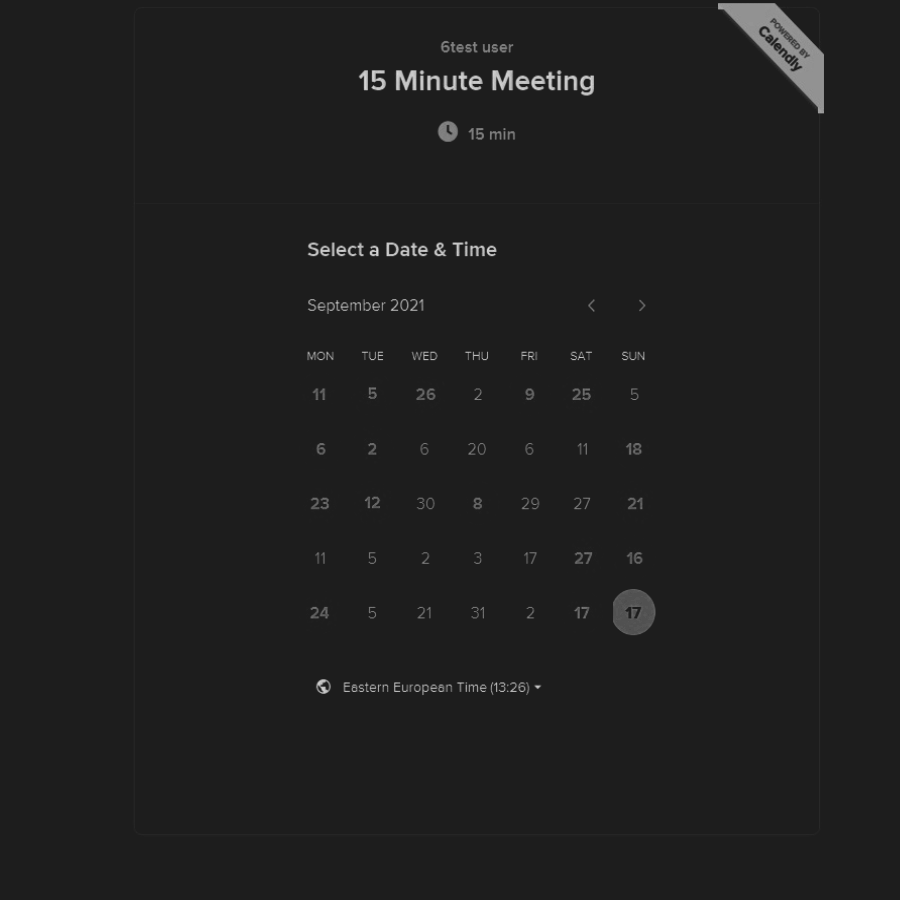 POWERED BY
Calendly
6test user
15 Minute Meeting
15 min
Select a Date & Time
September 2021
MON TUE WED THU FRI SAT SUN
11 5 26 2 9 25 5
6 2 6 20 6 11 18
23 12 30 8 29 27 21
11 5 2 3 17 27 16
24 5 21 31 2 17 17
Eastern European Time (13:26)